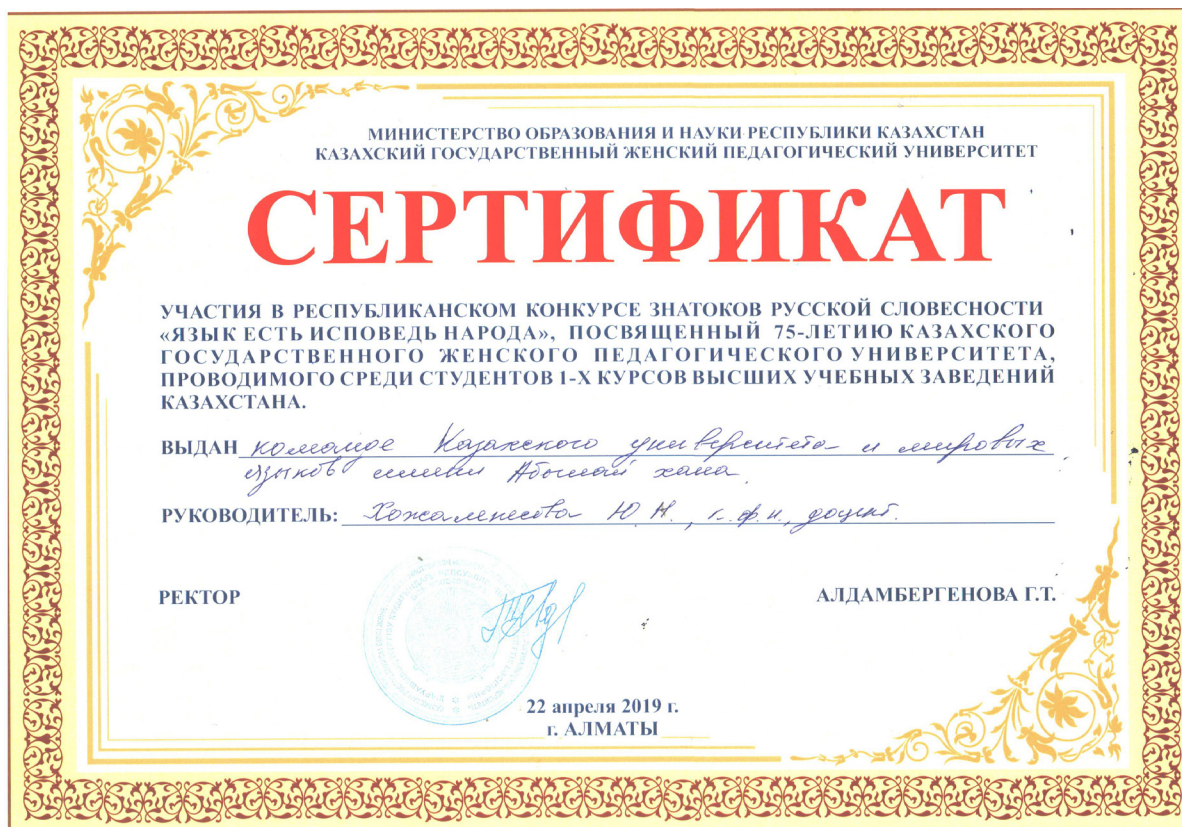 МИНИСТЕРСТВО ОБРАЗОВАНИЯ И НАУКИ РЕСПУБЛИКИ КАЗАХСТАН
КАЗАХСКИЙ ГОСУДАРСТВЕННЫЙ ЖЕНСКИЙ ПЕДАГОГИЧЕСКИЙ УНИВЕРСИТЕТ
СЕРТИФИКАТ
УЧАСТИЯ В РЕСПУБЛИКАНСКОМ КОНКУРСЕ ЗНАТОКОВ РУССКОЙ СЛОВЕСНОСТИ
«ЯЗЫК ЕСТЬ ИСПОВЕДЬ НАРОДА», ПОСВЯЩЕННЫЙ 75-ЛЕТИЮ КАЗАХСКОГО
ГОСУДАРСТВЕННОГО ЖЕНСКОГО ПЕДАГОГИЧЕСКОГО УНИВЕРСИТЕТА,
ПРОВОДИМОГО СРЕДИ СТУДЕНТОВ 1-Х КУРСОВ ВЫСШИХ УЧЕБНЫХ ЗАВЕДЕНИЙ
КАЗАХСТАНА.
ВЫДАН команде Казахского университета и мировых
языков имени Абылай хана
РУКОВОДИТЕЛЬ: Ю.Н., к.ф.н., доцент.
РЕКТОР АЛДАМБЕРГЕНОВА Г.Т.
22 апреля 2019 г.
г. АЛМАТЫ